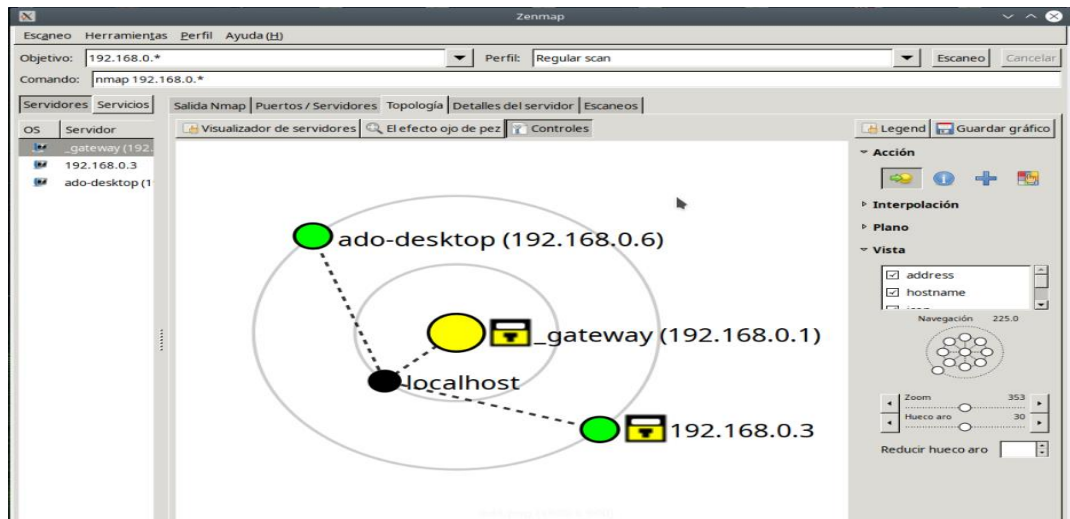 Zenmap
Escaneo Herramientas Perfil Ayuda (H)
Objetivo: 192.168.0.* Perfil: Regular scan Escaneo Cancelar
Comando: nmap 192.168.0.*
Servidores Servicios Salida Nmap Puertos / Servidores Topología Detalles del servidor Escaneos
OS Servidor
_gateway (192.
192.168.0.3
ado-desktop (1
Visualizador de servidores El efecto ojo de pez Controles Legend Guardar gráfico
ado-desktop (192.168.0.6)
_gateway (192.168.0.1)
localhost
192.168.0.3
Acción
Interpolación
Plano
Vista
address
hostname
Navegación 225.0
Zoom 353
Hueco aro 30
Reducir hueco aro